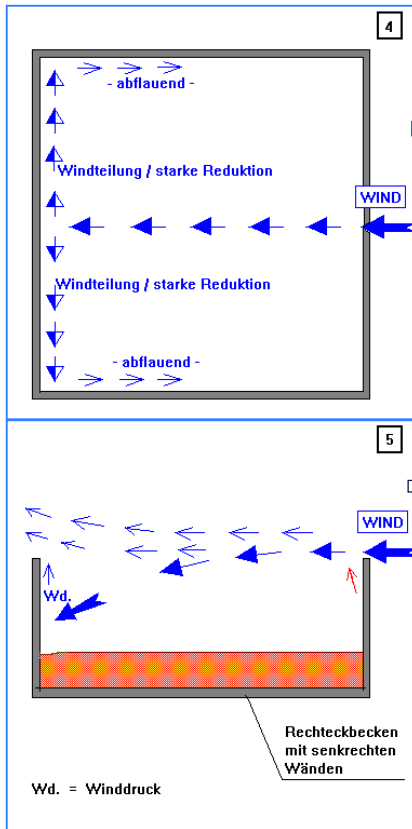 4
- abflauend -
Windteilung / starke Reduktion
WIND
Windteilung / starke Reduktion
- abflauend -
5
WIND
Wd.
Rechteckbecken
mit senkrechten
Wänden
Wd. = Winddruck